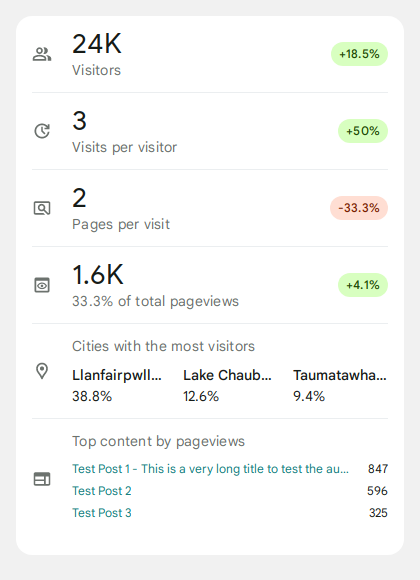 24K
+18.5%
Visitors
3
+50%
Visits per visitor
2
-33.3%
Pages per visit
1.6K
+4.1%
33.3% of total pageviews
Cities with the most visitors
Llanfairpwll... Lake Chaub... Taumatawha...
38.8% 12.6% 9.4%
Top content by pageviews
Test Post 1 - This is a very long title to test the au... 847
Test Post 2 596
Test Post 3 325